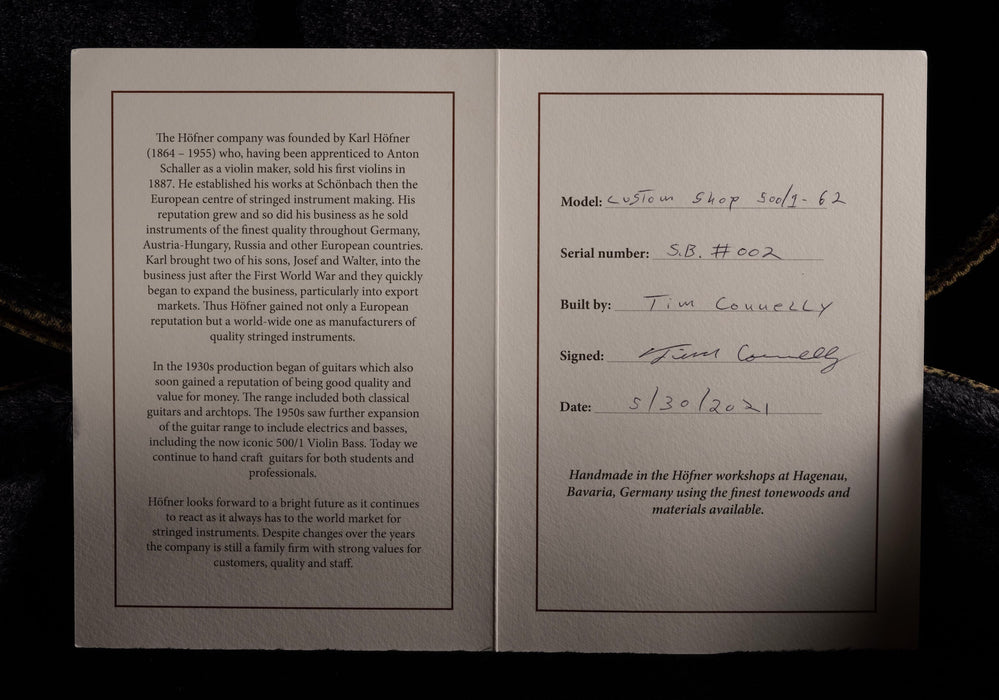 The Höfner company was founded by Karl Höfner
(1864 – 1955) who, having been apprenticed to Anton
Schaller as a violin maker, sold his first violins in
1887. He established his works at Schönbach then the
European centre of stringed instrument making. His
reputation grew and so did his business as he sold
instruments of the finest quality throughout Germany,
Austria-Hungary, Russia and other European countries.
Karl brought two of his sons, Josef and Walter, into the
business just after the First World War and they quickly
began to expand the business, particularly into export
markets. Thus Höfner gained not only a European
reputation but a world-wide one as manufacturers of
quality stringed instruments.
In the 1930s production began of guitars which also
soon gained a reputation of being good quality and
value for money. The range included both classical
guitars and archtops. The 1950s saw further expansion
of the guitar range to include electrics and basses,
including the now iconic 500/1 Violin Bass. Today we
continue to hand craft guitars for both students and
professionals.
Höfner looks forward to a bright future as it continues
to react as it always has to the world market for
stringed instruments. Despite changes over the years
the company is still a family firm with strong values for
customers, quality and staff.
Model: Custom Shop 500/1-62
Serial number: S.B. #002
Built by: Tim Connelly
Signed: Tim Connelly
Date: 5/30/2021
Handmade in the Höfner workshops at Hagenau,
Bavaria, Germany using the finest tonewoods and
materials available.